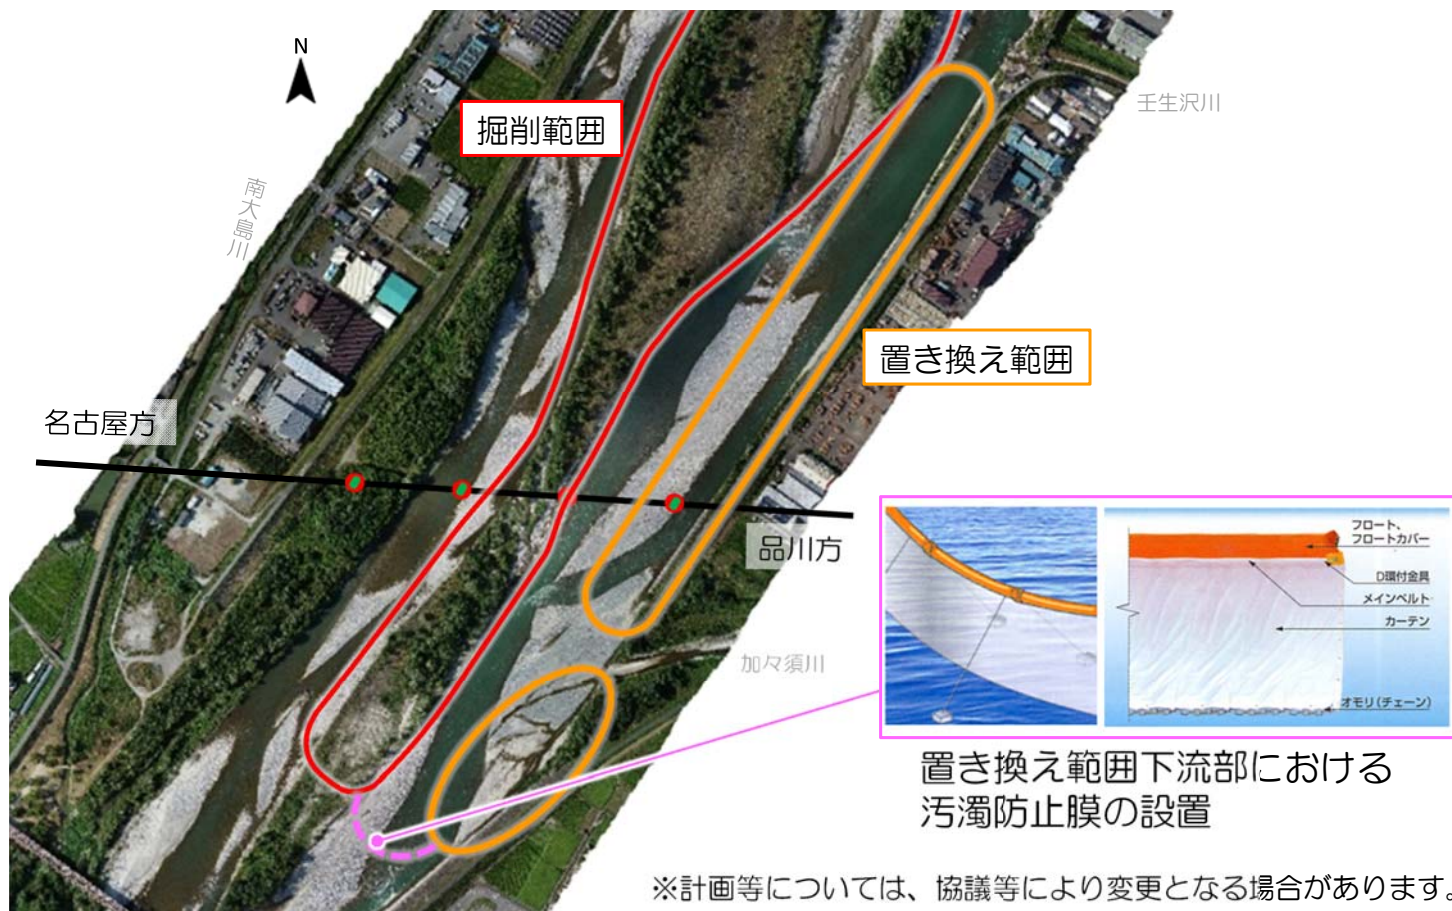 N
掘削範囲
壬生沢川
南大島川
置き換え範囲
名古屋方
品川方
加々須川
フロート、
フロートカバー
D環付金具
メインベルト
カーテン
オモリ(チェーン)
置き換え範囲下流部における
汚濁防止膜の設置
※計画等については、協議等により変更となる場合があります。